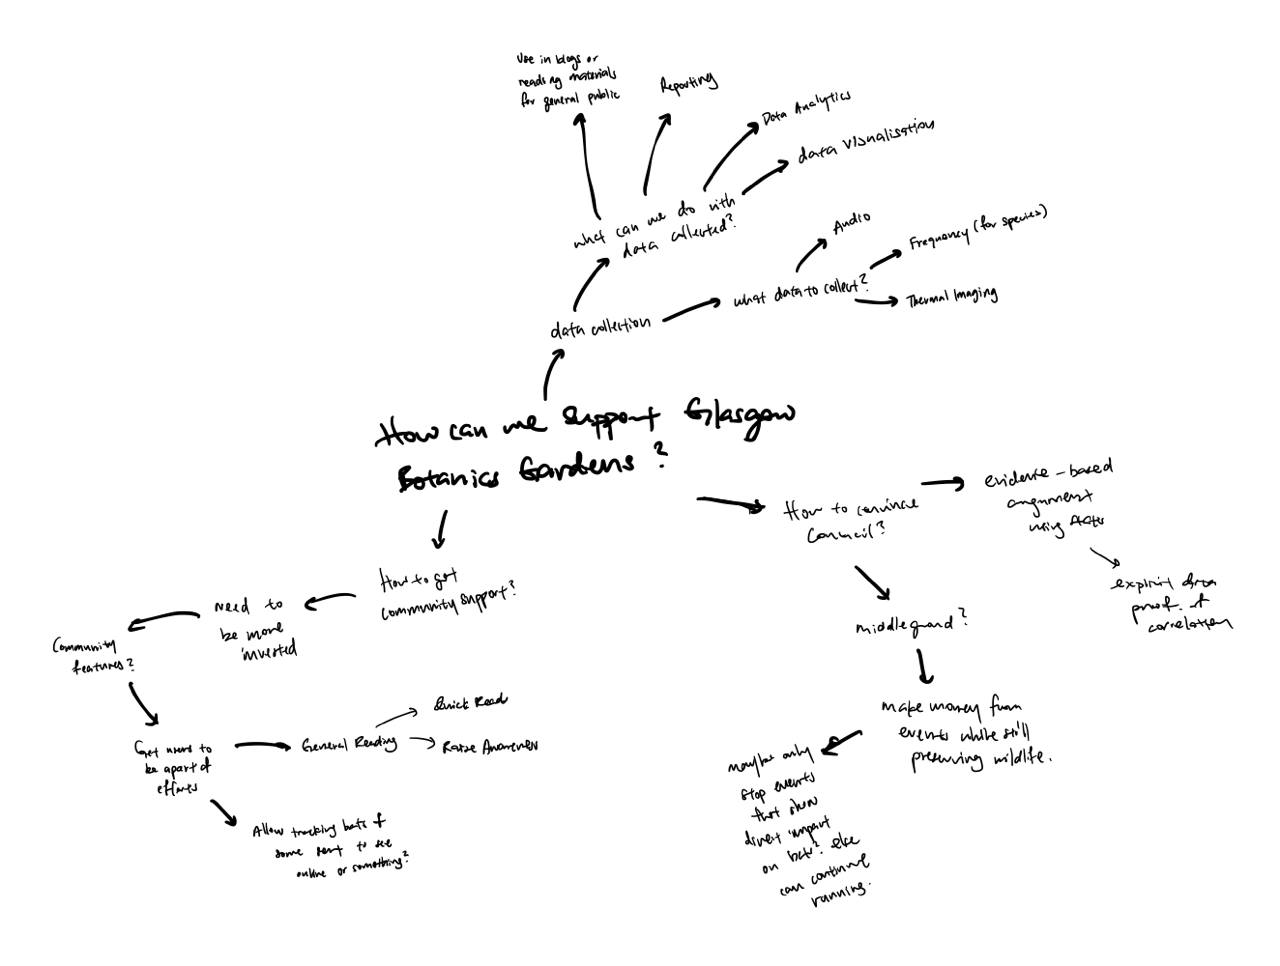 Use in blogs or
reading materials
for general public
Reporting
Data Analytics
data visualisation
what can we do with
data collected?
Audio
Frequency (for species)
what data to collect?
Thermal Imaging
data collection
How can we support Glasgow
Botanics Gardens?
How to convince
Council?
evidence-based
argument
using
explicit
proof of
correlation
middleguard?
make money from
events while still
preserving wildlife.
maybe only
stop events
that show
direct impact
on bats? else
can continue
running.
How to get
community support?
need to
be more
invested
Community
features?
Get users to
be apart of
efforts
General Reading
Quick Read
Raise Awareness
Allow tracking bats of
some sort to see
online or something?